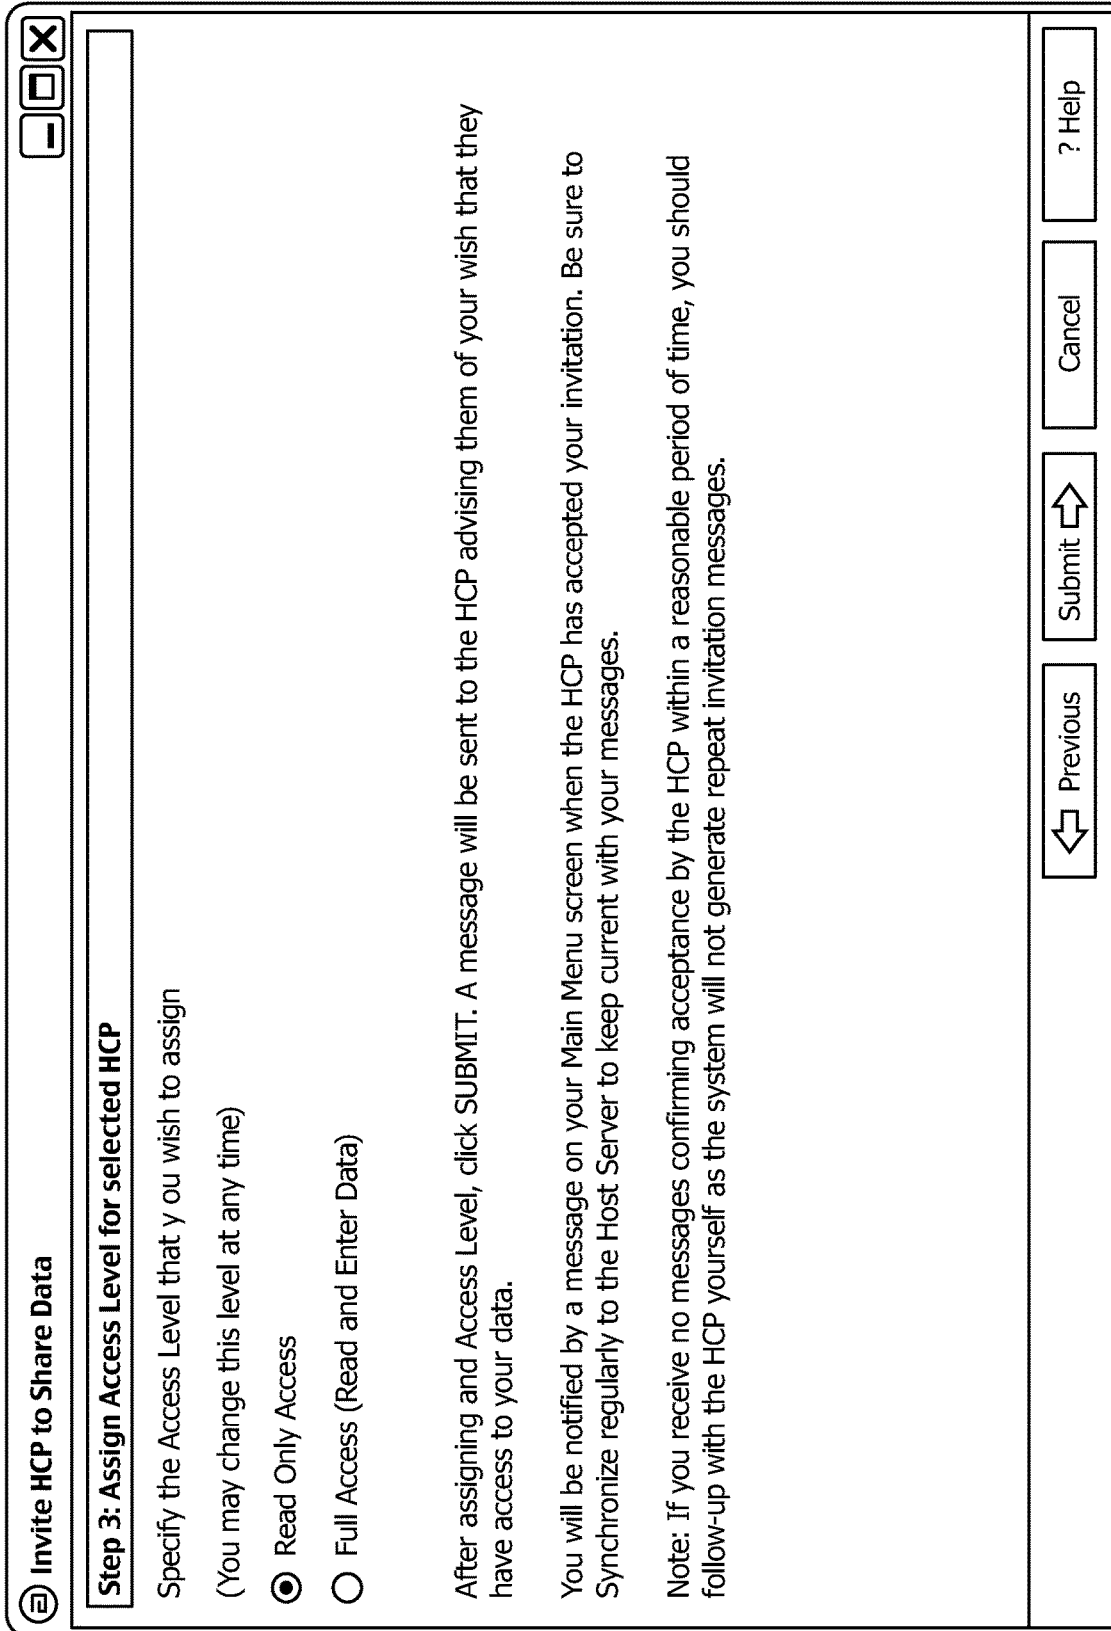 a Invite HCP to Share Data
Step 3: Assign Access Level for selected HCP
Specify the Access Level that y ou wish to assign
(You may change this level at any time)
Read Only Access
Full Access (Read and Enter Data)
After assigning and Access Level, click SUBMIT. A message will be sent to the HCP advising them of your wish that they
have access to your data.
You will be notified by a message on your Main Menu screen when the HCP has accepted your invitation. Be sure to
Synchronize regularly to the Host Server to keep current with your messages.
Note: If you receive no messages confirming acceptance by the HCP within a reasonable period of time, you should
follow-up with the HCP yourself as the system will not generate repeat invitation messages.
Previous
Submit
Cancel
? Help